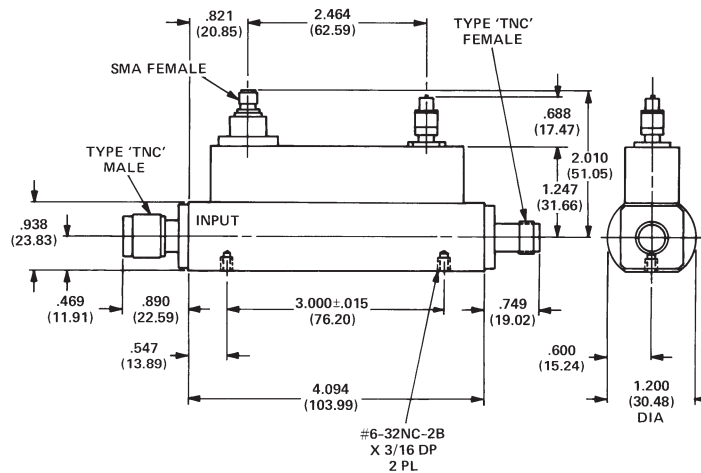 .821
(20.85)
2.464
(62.59)
TYPE 'TNC'
FEMALE
SMA FEMALE
.688
(17.47)
2.010
(51.05)
1.247
(31.66)
TYPE 'TNC'
MALE
INPUT
.938
(23.83)
.469
(11.91)
.890
(22.59)
3.000±.015
(76.20)
.749
(19.02)
.547
(13.89)
.600
(15.24)
4.094
(103.99)
1.200
(30.48)
DIA
#6-32NC-2B
X 3/16 DP
2 PL